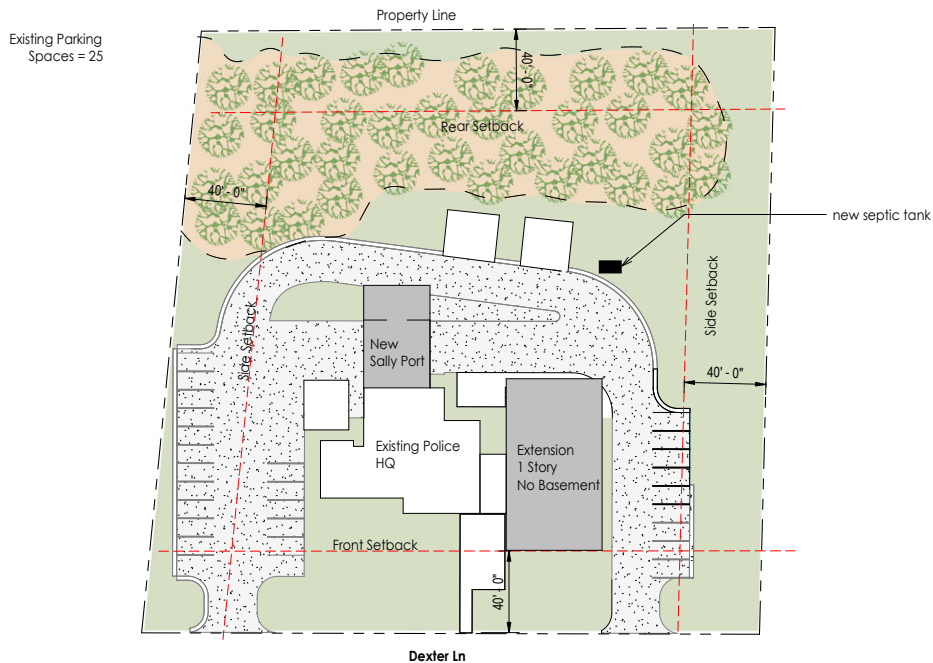 Property Line
Existing Parking
Spaces = 25
40' - 0"
Rear Setback
40' - 0"
new septic tank
Side Setback
Side Setback
New
Sally Port
40' - 0"
Existing Police
HQ
Extension
1 Story
No Basement
Front Setback
40' - 0"
Dexter Ln